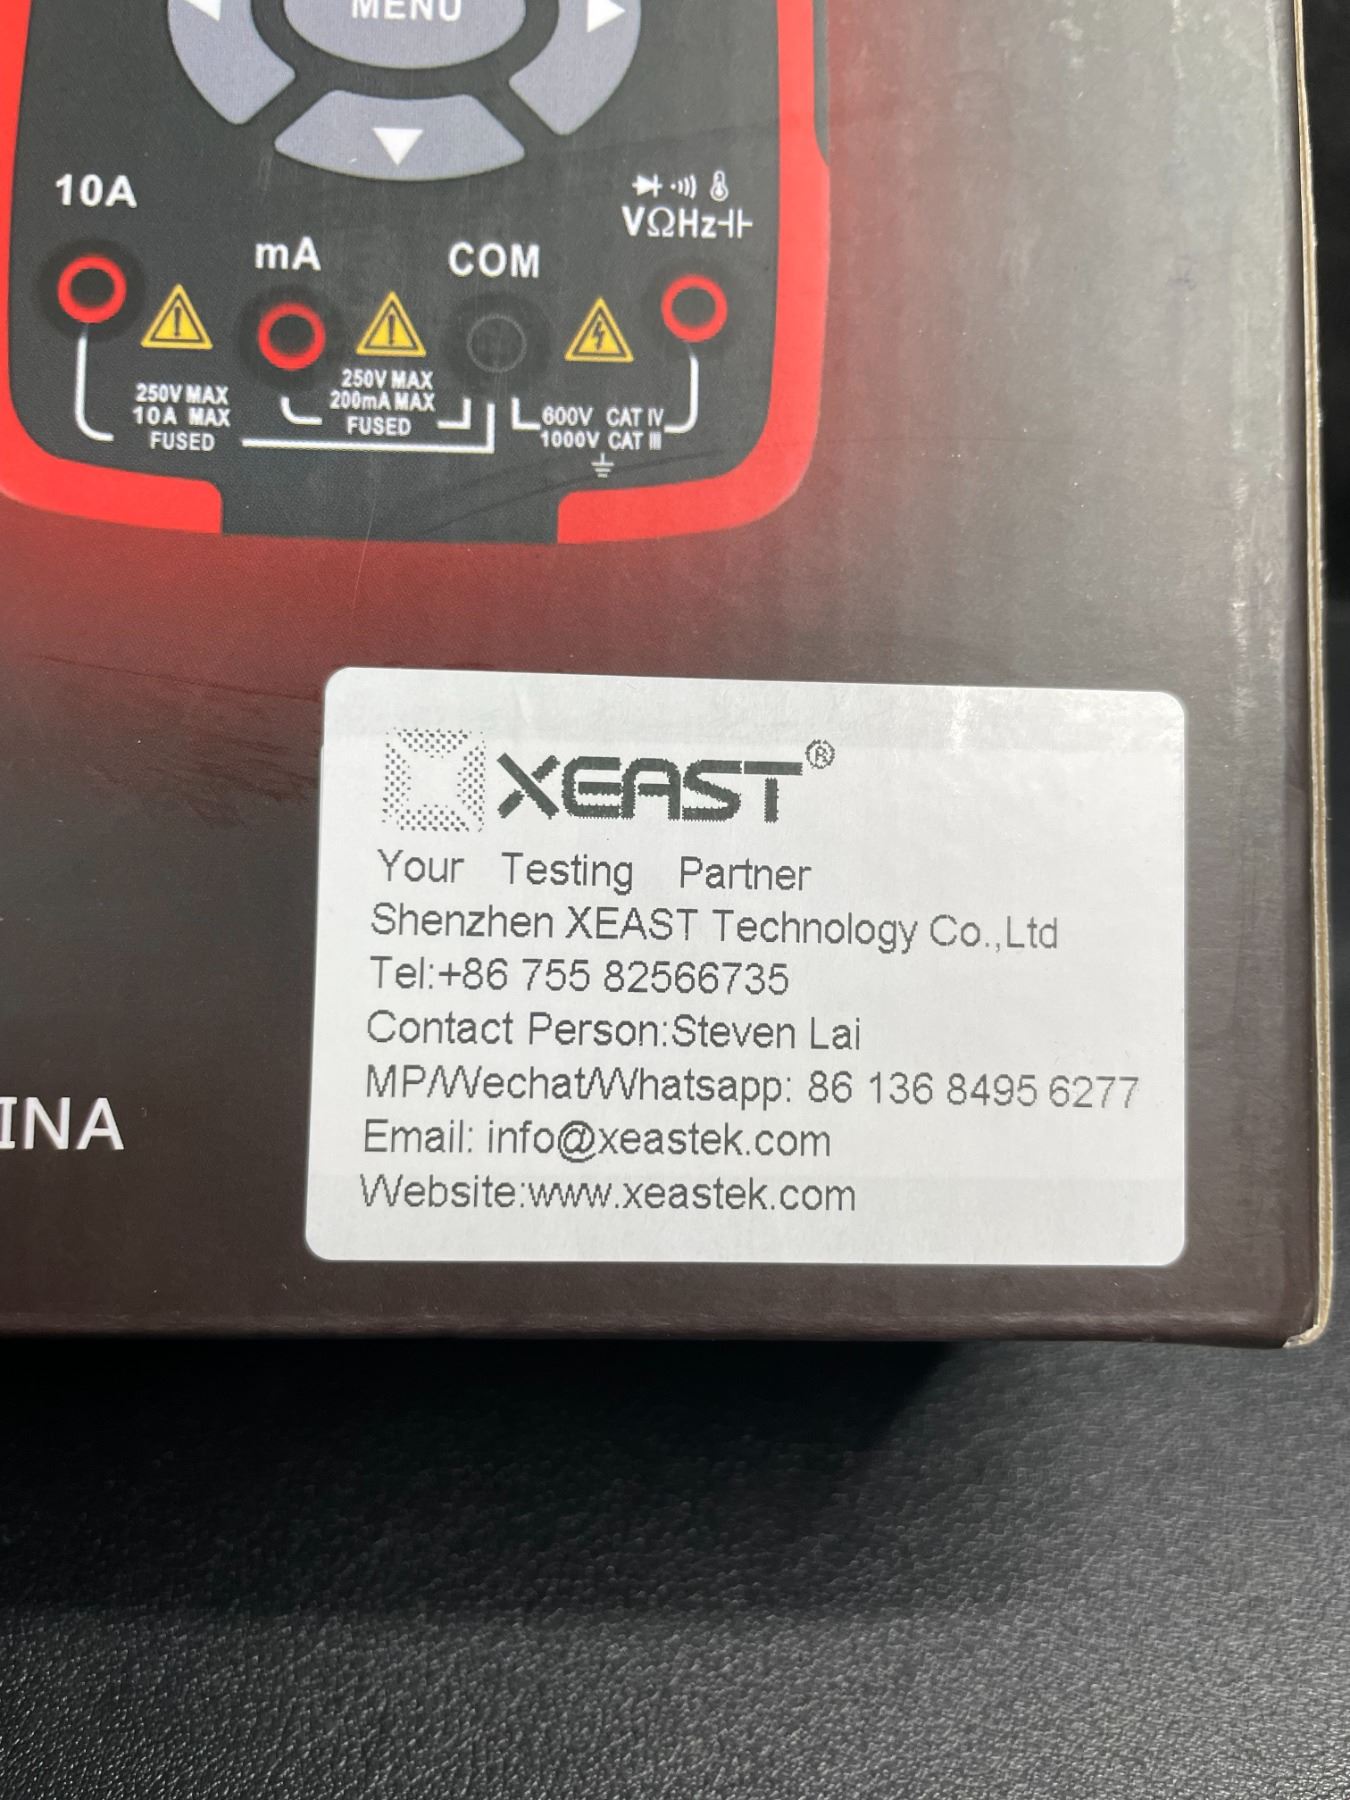 MENU
10A
mA
COM
VΩHz
250V MAX
10A MAX
FUSED
250V MAX
200mA MAX
FUSED
600V CAT IV
1000V CAT III
XEAST®
Your Testing Partner
Shenzhen XEAST Technology Co.,Ltd
Tel:+86 755 82566735
Contact Person:Steven Lai
MP/Wechat/Whatsapp: 86 136 8495 6277
INA
Email: info@xeastek.com
Website:www.xeastek.com